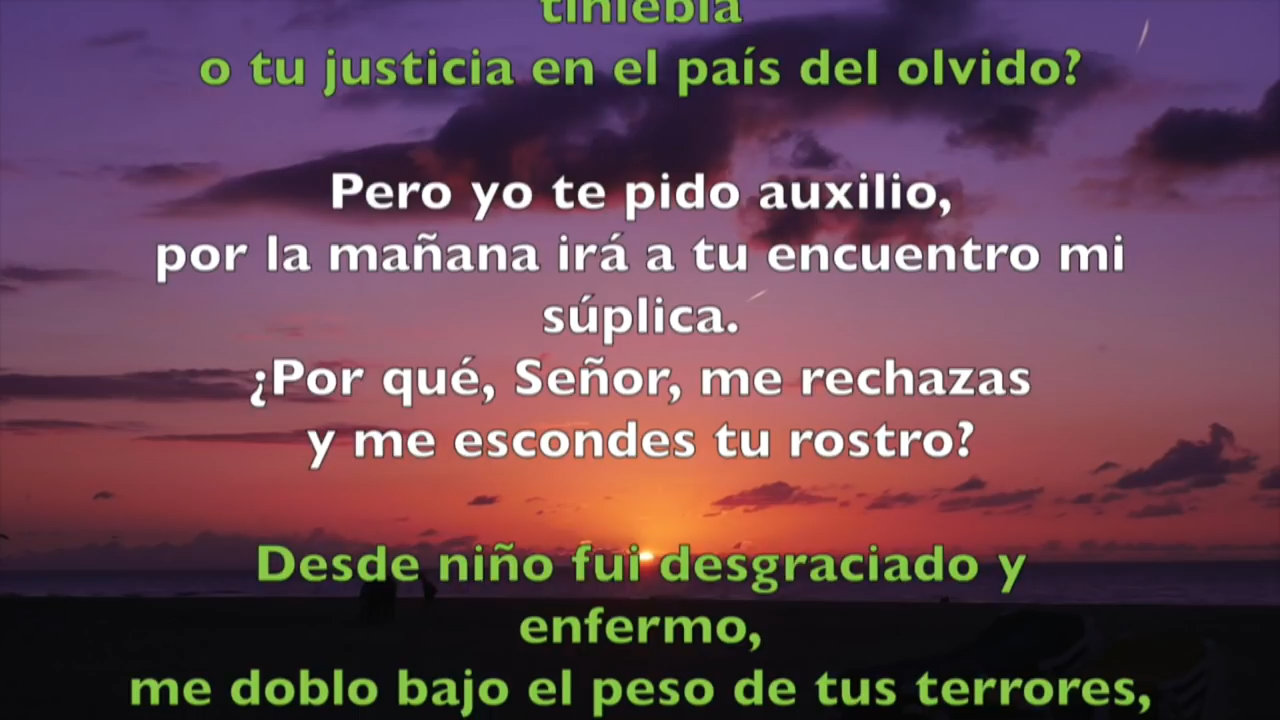 tiniebla
o tu justicia en el país del olvido?
Pero yo te pido auxilio,
por la mañana irá a tu encuentro mi
súplica.
¿Por qué, Señor, me rechazas
y me escondes tu rostro?
Desde niño fui desgraciado y
enfermo,
me doblo bajo el peso de tus terrores,